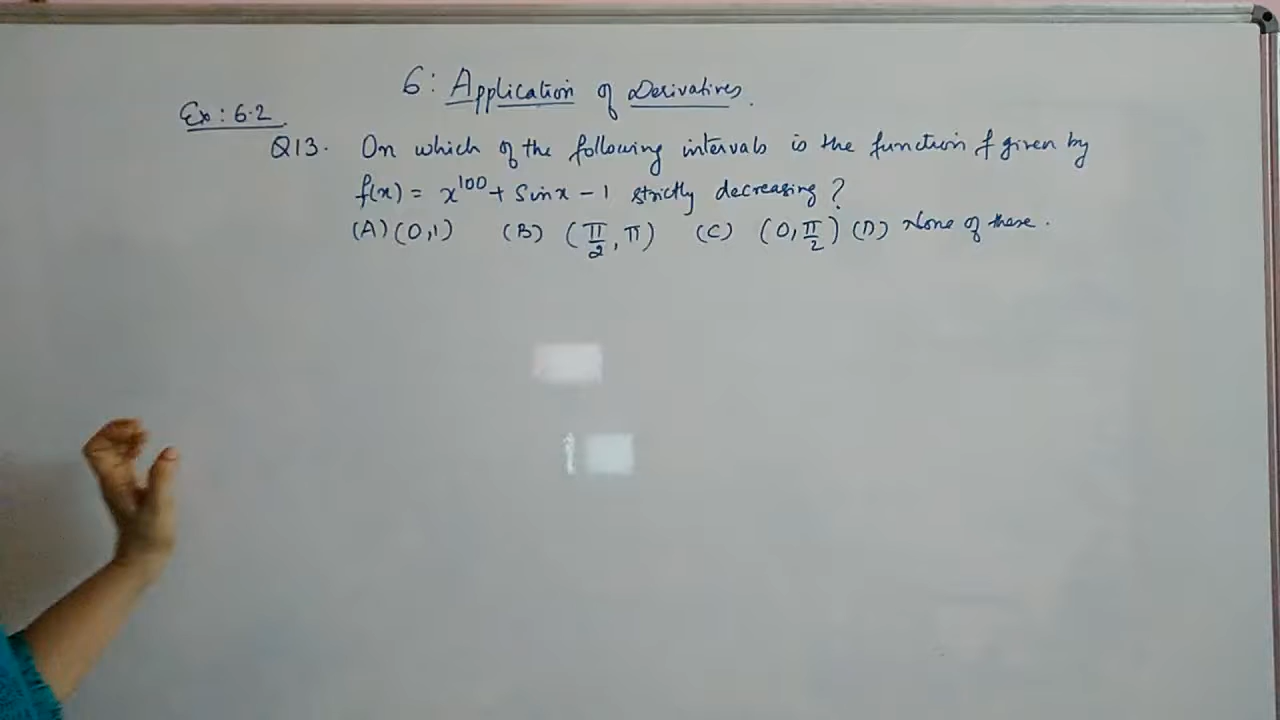 6: Application of Derivatives.
Ex: 6.2
Q13. On which of the following intervals is the function f given by
f(x) = x¹⁰⁰ + sin x − 1 strictly decreasing?
(A) (0,1) (B) (π/2, π) (C) (0, π/2) (D) None of these.